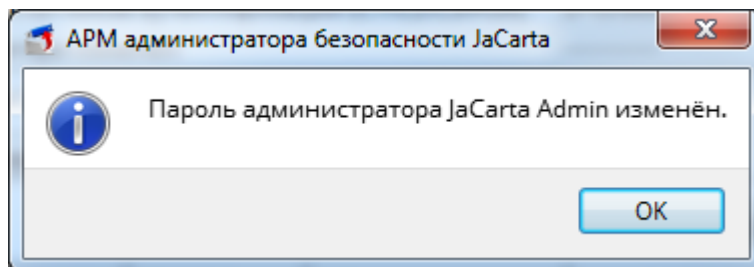 АРМ администратора безопасности JaCarta
Пароль администратора JaCarta Admin изменён.
OK